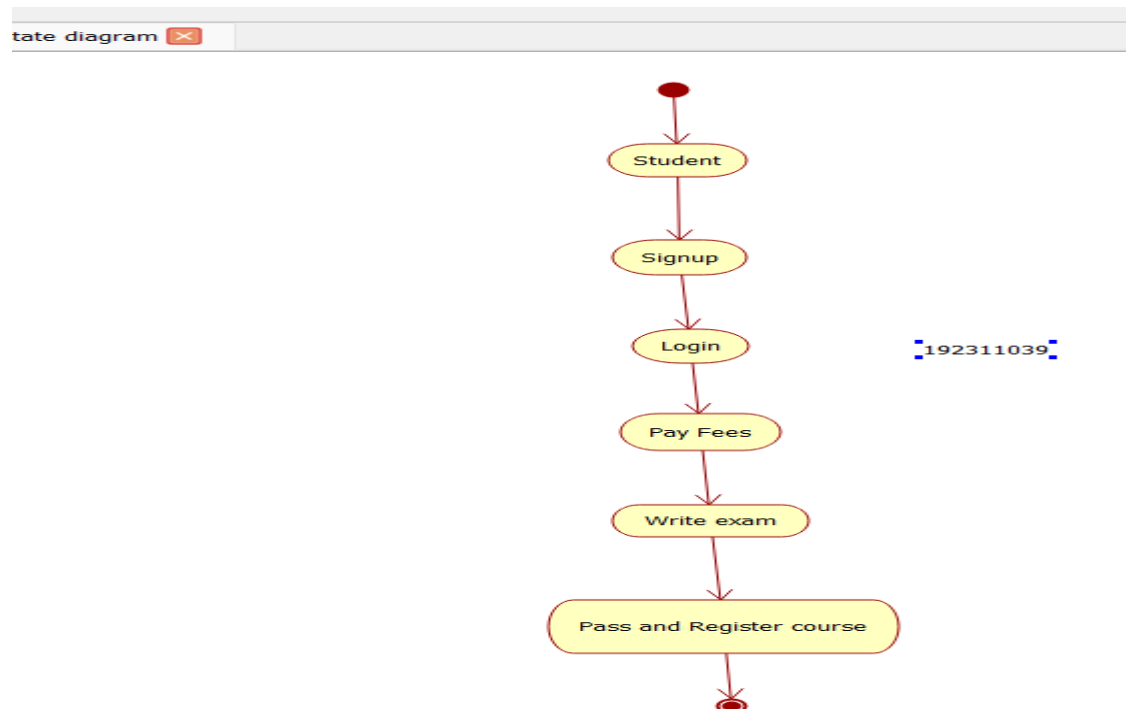 tate diagram
Student
Signup
Login
192311039
Pay Fees
Write exam
Pass and Register course